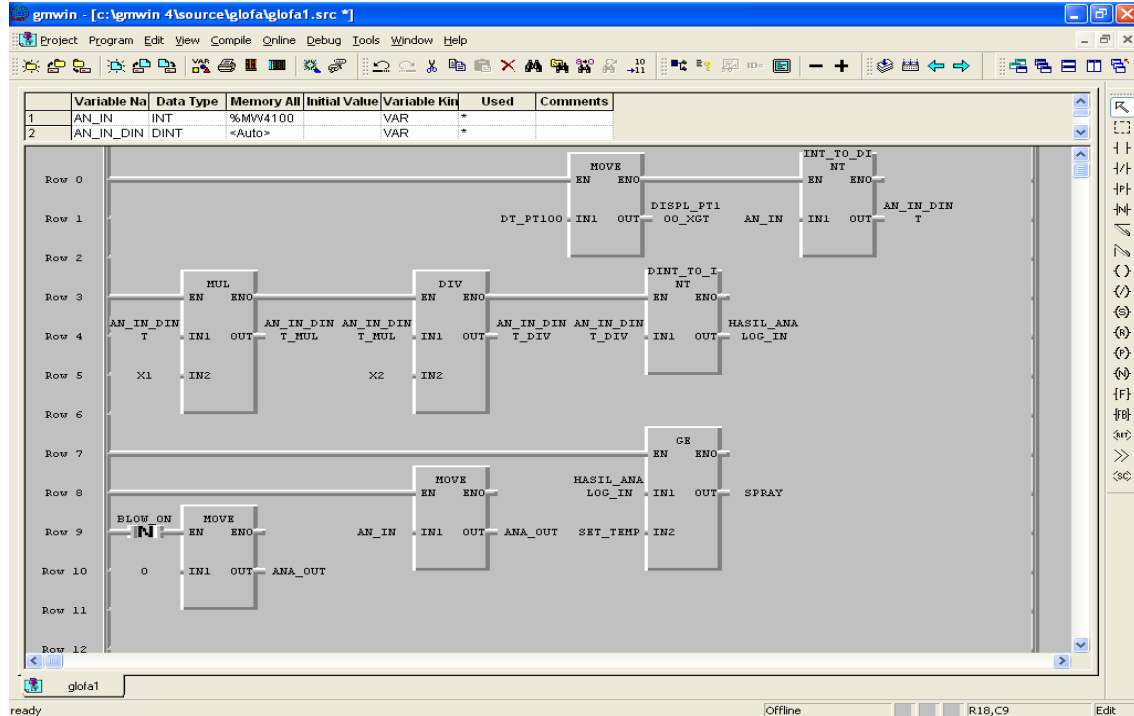 gmwin - [c:\gmwin 4\source\glofa\glofa1.src *]
Project Program Edit View Compile Online Debug Tools Window Help
Variable Na Data Type Memory All Initial Value Variable Kin Used Comments
1 AN_IN INT %MW4100 VAR *
2 AN_IN_DIN DINT <Auto> VAR *
INT_TO_DI
MOVE NT
Row 0 EN ENO EN ENO
DISPL_PT1 AN_IN_DIN
Row 1 DT_PT100 IN1 OUT 00_XGT AN_IN IN1 OUT T
Row 2
DINT_TO_I
MUL DIV NT
Row 3 EN ENO EN ENO EN ENO
AN_IN_DIN AN_IN_DIN AN_IN_DIN AN_IN_DIN AN_IN_DIN HASIL_ANA
Row 4 T IN1 OUT T_MUL T_MUL IN1 OUT T_DIV T_DIV IN1 OUT LOG_IN
Row 5 X1 IN2 X2 IN2
Row 6
GE
Row 7 EN ENO
MOVE HASIL_ANA
Row 8 EN ENO LOG_IN IN1 OUT SPRAY
BLOW_ON MOVE
Row 9 N EN ENO AN_IN IN1 OUT ANA_OUT SET_TEMP IN2
Row 10 0 IN1 OUT ANA_OUT
Row 11
Row 12
glofa1
ready Offline R18,C9 Edit